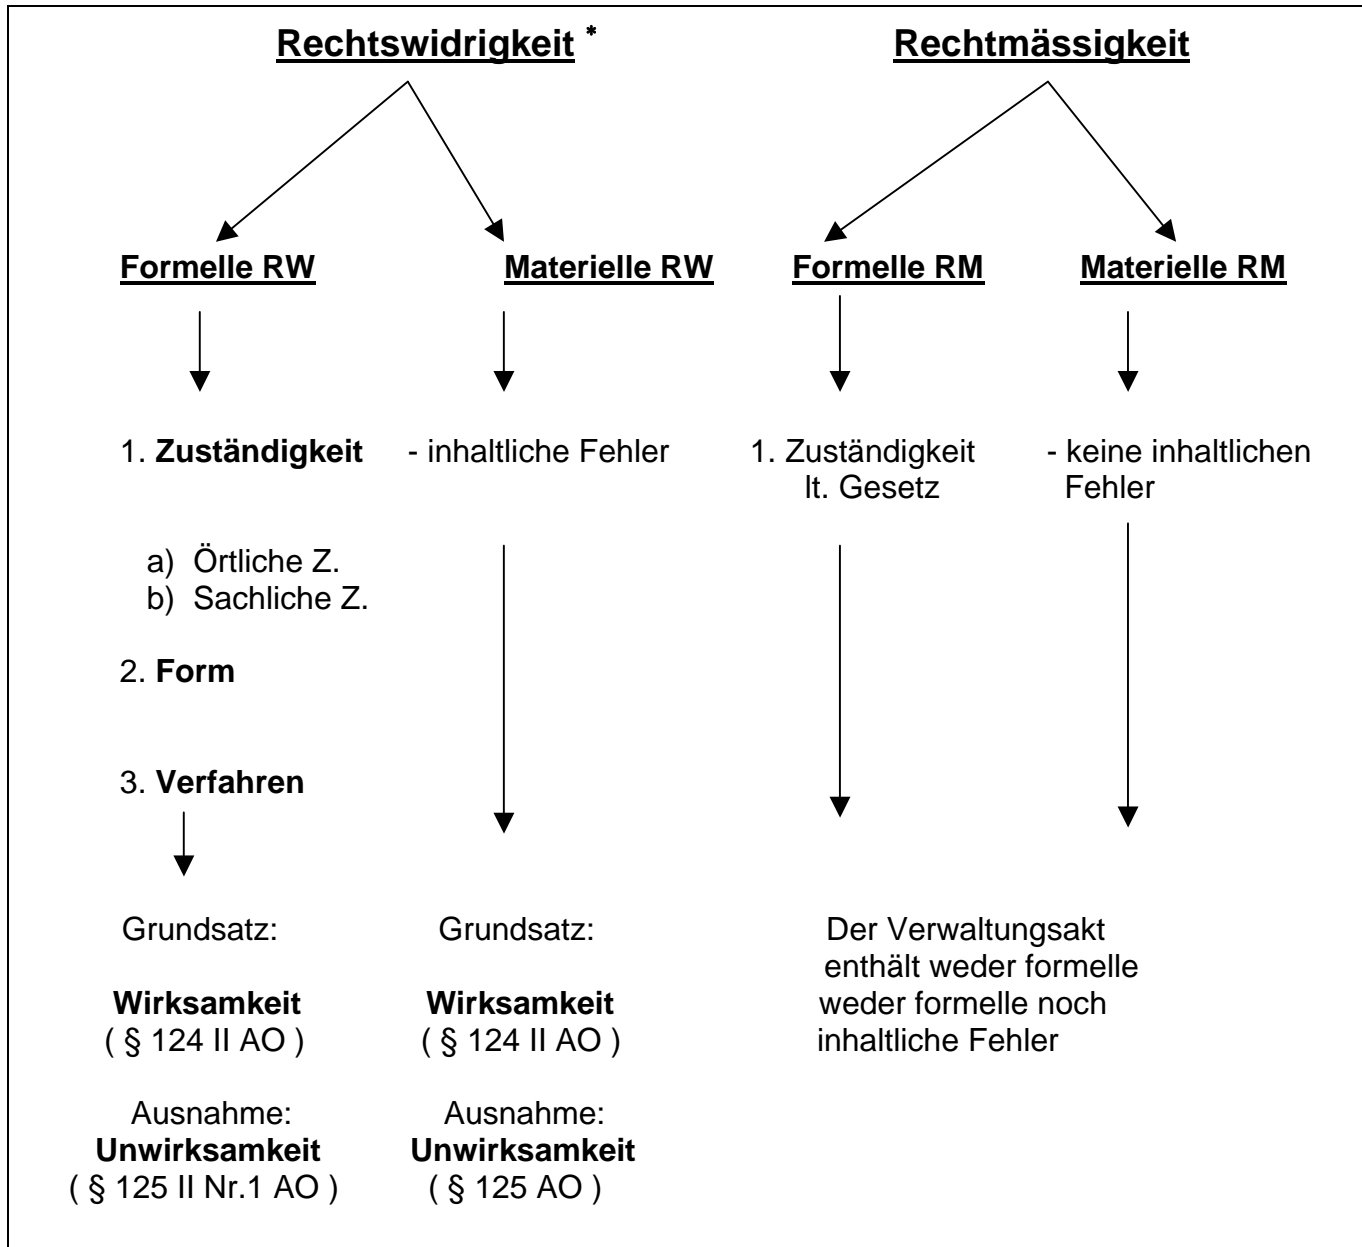 Rechtswidrigkeit * Rechtmässigkeit
Formelle RW Materielle RW Formelle RM Materielle RM
1. Zuständigkeit - inhaltliche Fehler 1. Zuständigkeit - keine inhaltlichen
lt. Gesetz Fehler
a) Örtliche Z.
b) Sachliche Z.
2. Form
3. Verfahren
Grundsatz: Grundsatz: Der Verwaltungsakt
enthält weder formelle
Wirksamkeit Wirksamkeit weder formelle noch
( § 124 II AO ) ( § 124 II AO ) inhaltliche Fehler
Ausnahme: Ausnahme:
Unwirksamkeit Unwirksamkeit
( § 125 II Nr.1 AO ) ( § 125 AO )